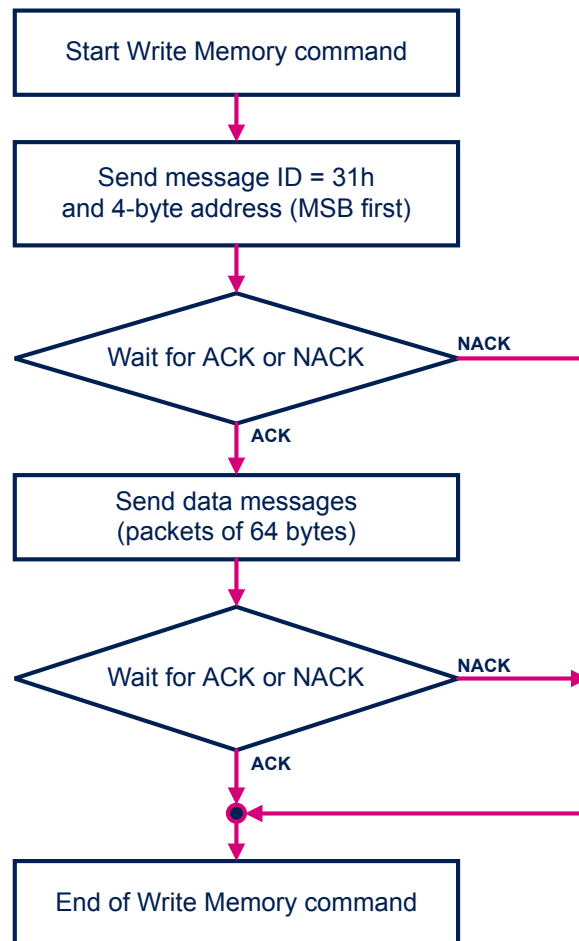 Start Write Memory command
Send message ID = 31h
and 4-byte address (MSB first)
Wait for ACK or NACK
NACK
ACK
Send data messages
(packets of 64 bytes)
Wait for ACK or NACK
NACK
ACK
End of Write Memory command